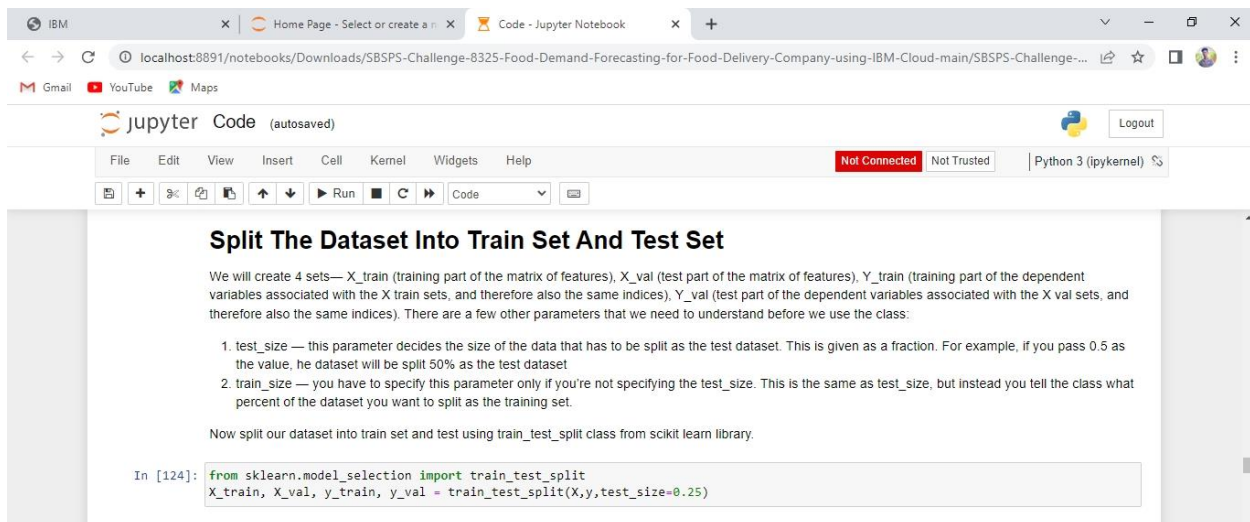 IBM
Home Page - Select or create a n
Code - Jupyter Notebook
localhost:8891/notebooks/Downloads/SBSPS-Challenge-8325-Food-Demand-Forecasting-for-Food-Delivery-Company-using-IBM-Cloud-main/SBSPS-Challenge-...
Gmail YouTube Maps
jupyter Code (autosaved)
Logout
File Edit View Insert Cell Kernel Widgets Help
Not Connected Not Trusted Python 3 (ipykernel)
Run Code
Split The Dataset Into Train Set And Test Set
We will create 4 sets— X_train (training part of the matrix of features), X_val (test part of the matrix of features), Y_train (training part of the dependent
variables associated with the X train sets, and therefore also the same indices), Y_val (test part of the dependent variables associated with the X val sets, and
therefore also the same indices). There are a few other parameters that we need to understand before we use the class:
1. test_size — this parameter decides the size of the data that has to be split as the test dataset. This is given as a fraction. For example, if you pass 0.5 as
the value, he dataset will be split 50% as the test dataset
2. train_size — you have to specify this parameter only if you're not specifying the test_size. This is the same as test_size, but instead you tell the class what
percent of the dataset you want to split as the training set.
Now split our dataset into train set and test using train_test_split class from scikit learn library.
In [124]: from sklearn.model_selection import train_test_split
X_train, X_val, y_train, y_val = train_test_split(X,y,test_size=0.25)